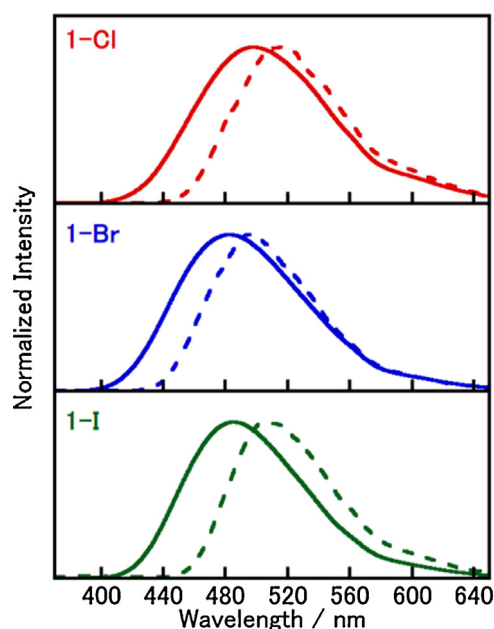 1-Cl
1-Br
1-I
Normalized Intensity
400 440 480 520 560 600 640
Wavelength / nm